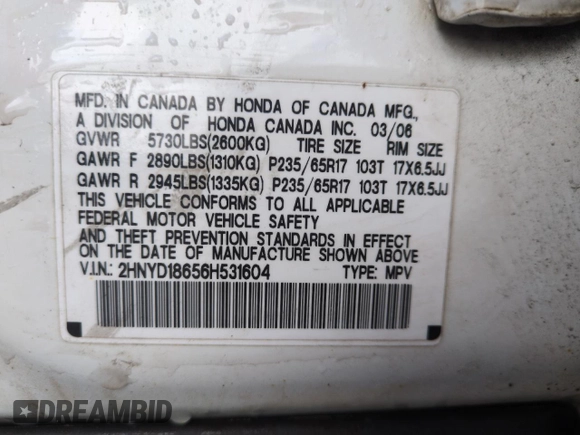 MFD. IN CANADA BY HONDA OF CANADA MFG.,
A DIVISION OF HONDA CANADA INC. 03/06
GVWR 5730LBS(2600KG) TIRE SIZE RIM SIZE
GAWR F 2890LBS(1310KG) P235/65R17 103T 17X6.5JJ
GAWR R 2945LBS(1335KG) P235/65R17 103T 17X6.5JJ
THIS VEHICLE CONFORMS TO ALL APPLICABLE
FEDERAL MOTOR VEHICLE SAFETY
AND THEFT PREVENTION STANDARDS IN EFFECT
ON THE DATE OF MANUFACTURE SHOWN ABOVE
V.I.N.: 2HNYD18656H531604 TYPE: MPV
DREAMBID